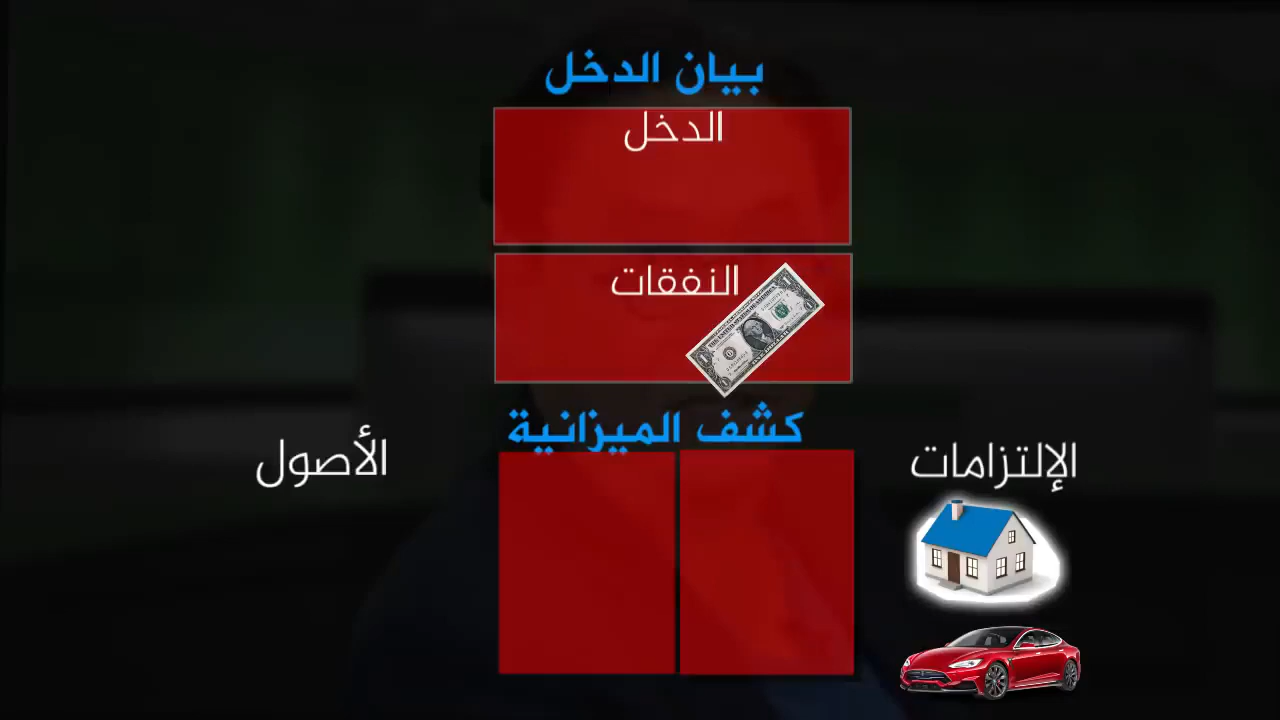 بيان الدخل
الدخل
النفقات
كشف الميزانية
الإلتزامات
الأصول